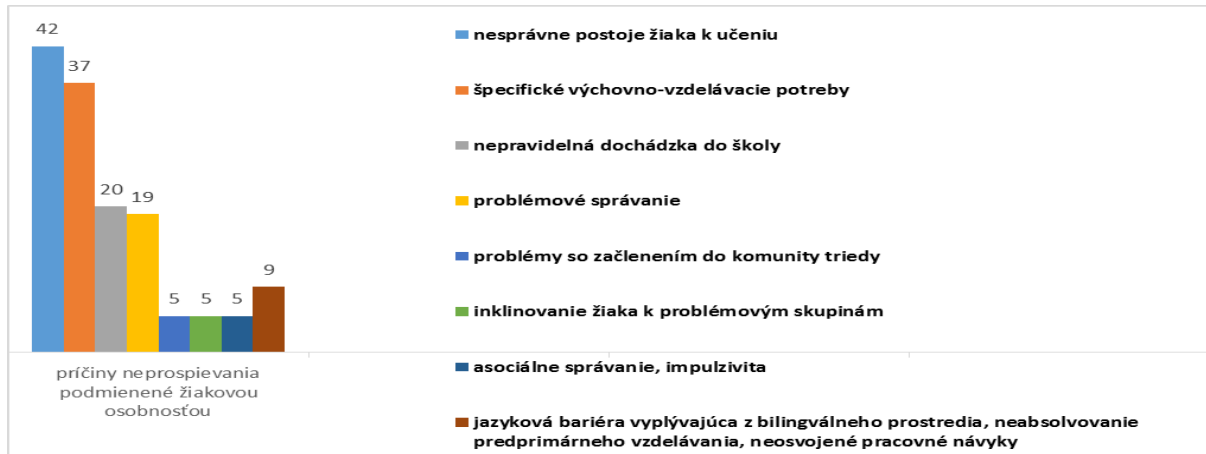 42
37
20
19
5
5
5
9
príčiny neprospievania
podmienené žiakovou
osobnosťou
nesprávne postoje žiaka k učeniu
špecifické výchovno-vzdelávacie potreby
nepravidelná dochádzka do školy
problémové správanie
problémy so začlenením do komunity triedy
inklinovanie žiaka k problémovým skupinám
asociálne správanie, impulzivita
jazyková bariéra vyplývajúca z bilingválneho prostredia, neabsolvovanie
predprimárneho vzdelávania, neosvojené pracovné návyky